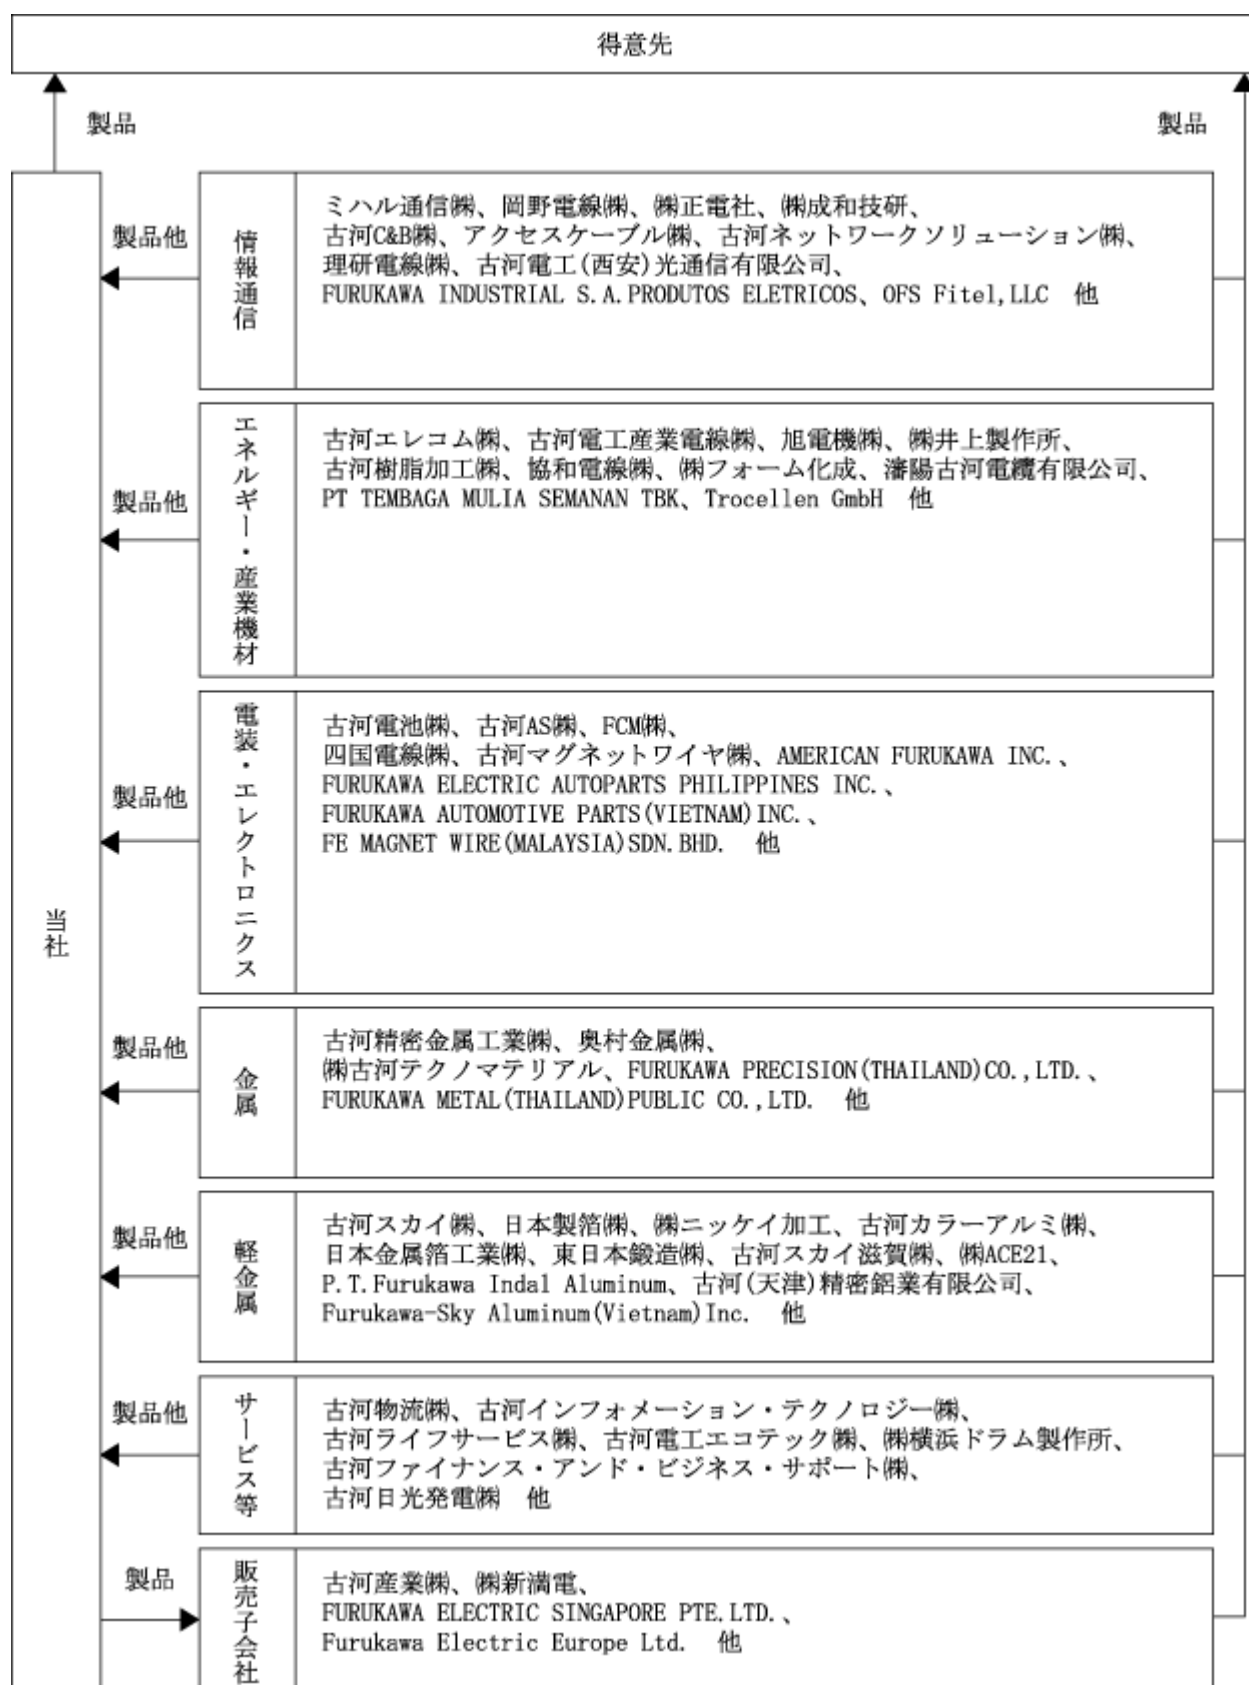 得意先
製品
製品
当社
製品他
情報通信
ミハル通信㈱、岡野電線㈱、㈱正電社、㈱成和技研、
古河C&B㈱、アクセスケーブル㈱、古河ネットワークソリューション㈱、
理研電線㈱、古河電工(西安)光通信有限公司、
FURUKAWA INDUSTRIAL S.A.PRODUTOS ELETRICOS、OFS Fitel,LLC 他
製品他
エネルギー・産業機材
古河エレコム㈱、古河電工産業電線㈱、旭電機㈱、㈱井上製作所、
古河樹脂加工㈱、協和電線㈱、㈱フォーム化成、瀋陽古河電纜有限公司、
PT TEMBAGA MULIA SEMANAN TBK、Trocellen GmbH 他
製品他
電装・エレクトロニクス
古河電池㈱、古河AS㈱、FCM㈱、
四国電線㈱、古河マグネットワイヤ㈱、AMERICAN FURUKAWA INC.、
FURUKAWA ELECTRIC AUTOPARTS PHILIPPINES INC.、
FURUKAWA AUTOMOTIVE PARTS(VIETNAM)INC.、
FE MAGNET WIRE(MALAYSIA)SDN.BHD. 他
製品他
金属
古河精密金属工業㈱、奥村金属㈱、
㈱古河テクノマテリアル、FURUKAWA PRECISION(THAILAND)CO.,LTD.、
FURUKAWA METAL(THAILAND)PUBLIC CO.,LTD. 他
製品他
軽金属
古河スカイ㈱、日本製箔㈱、㈱ニッケイ加工、古河カラーアルミ㈱、
日本金属箔工業㈱、東日本鍛造㈱、古河スカイ滋賀㈱、㈱ACE21、
P.T.Furukawa Indal Aluminum、古河(天津)精密鋁業有限公司、
Furukawa-Sky Aluminum(Vietnam)Inc. 他
製品他
サービス等
古河物流㈱、古河インフォメーション・テクノロジー㈱、
古河ライフサービス㈱、古河電工エコテック㈱、㈱横浜ドラム製作所、
古河ファイナンス・アンド・ビジネス・サポート㈱、
古河日光発電㈱ 他
製品
販売子会社
古河産業㈱、㈱新満電、
FURUKAWA ELECTRIC SINGAPORE PTE.LTD.、
Furukawa Electric Europe Ltd. 他